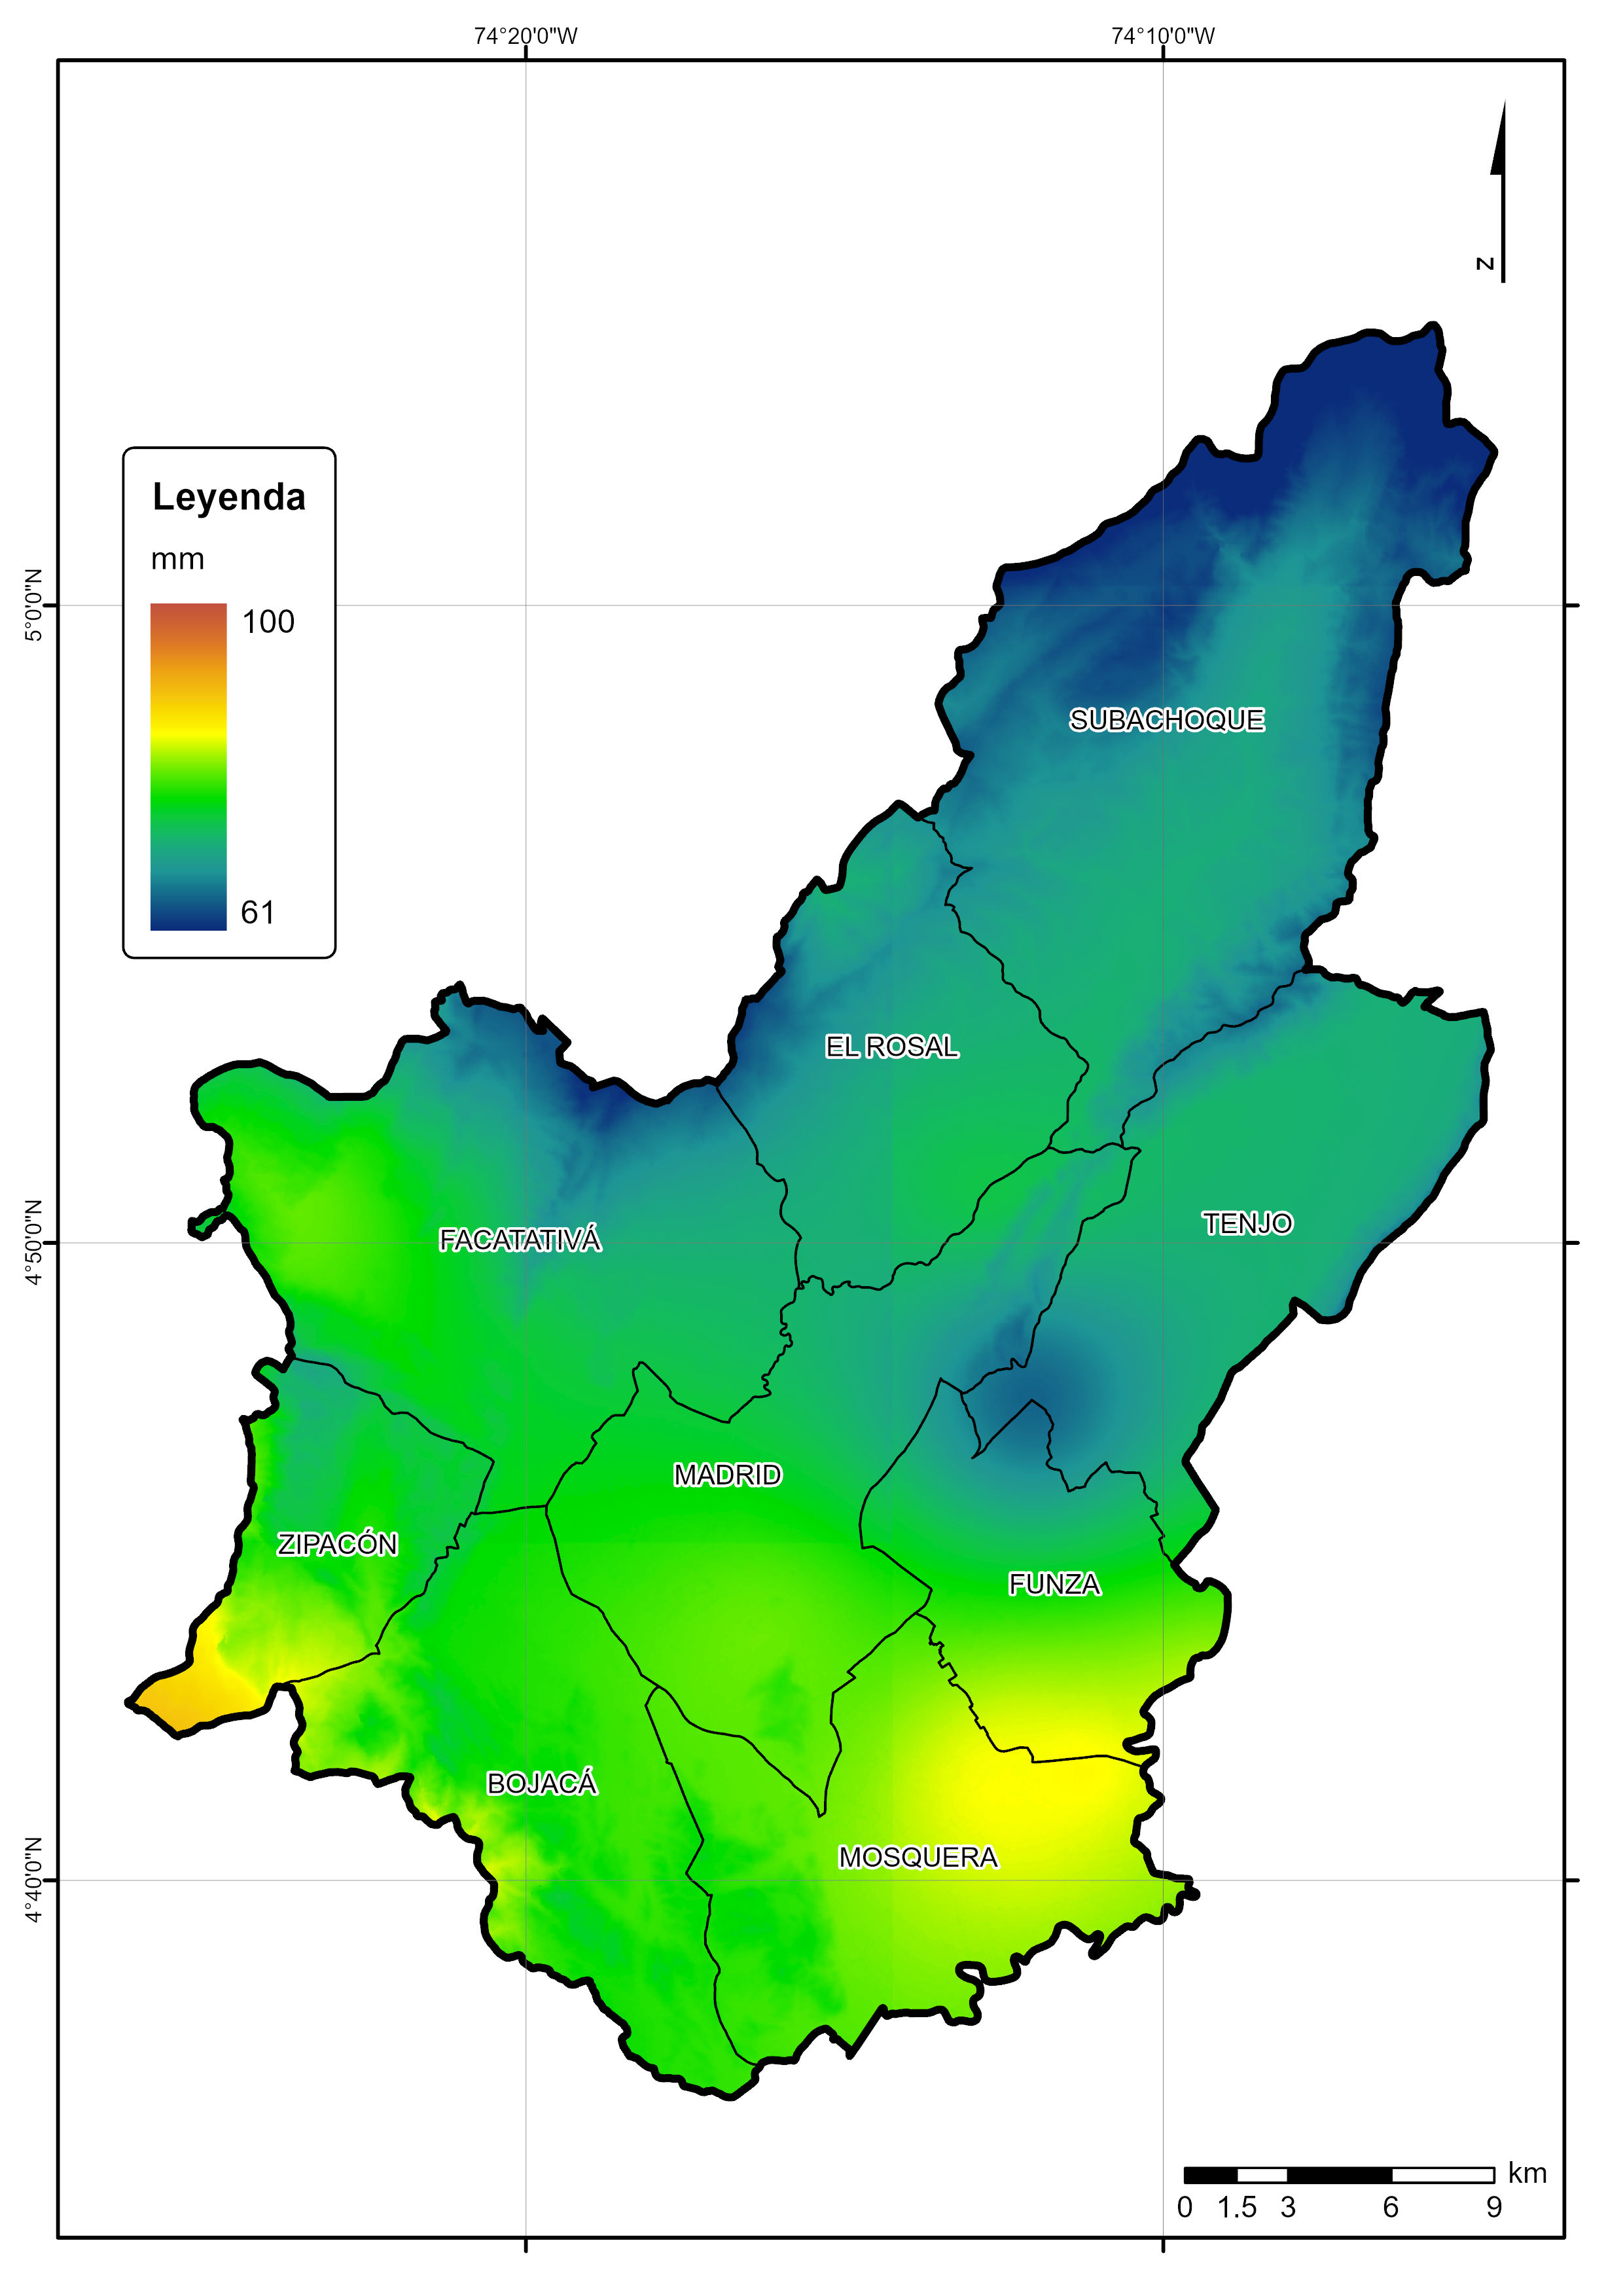 74°20'0"W
74°10'0"W
N
Leyenda
mm
100
61
5°0'0"N
SUBACHOQUE
EL ROSAL
4°50'0"N
FACATATIVÁ
TENJO
MADRID
ZIPACÓN
FUNZA
BOJACÁ
MOSQUERA
4°40'0"N
km
0 1.5 3 6 9